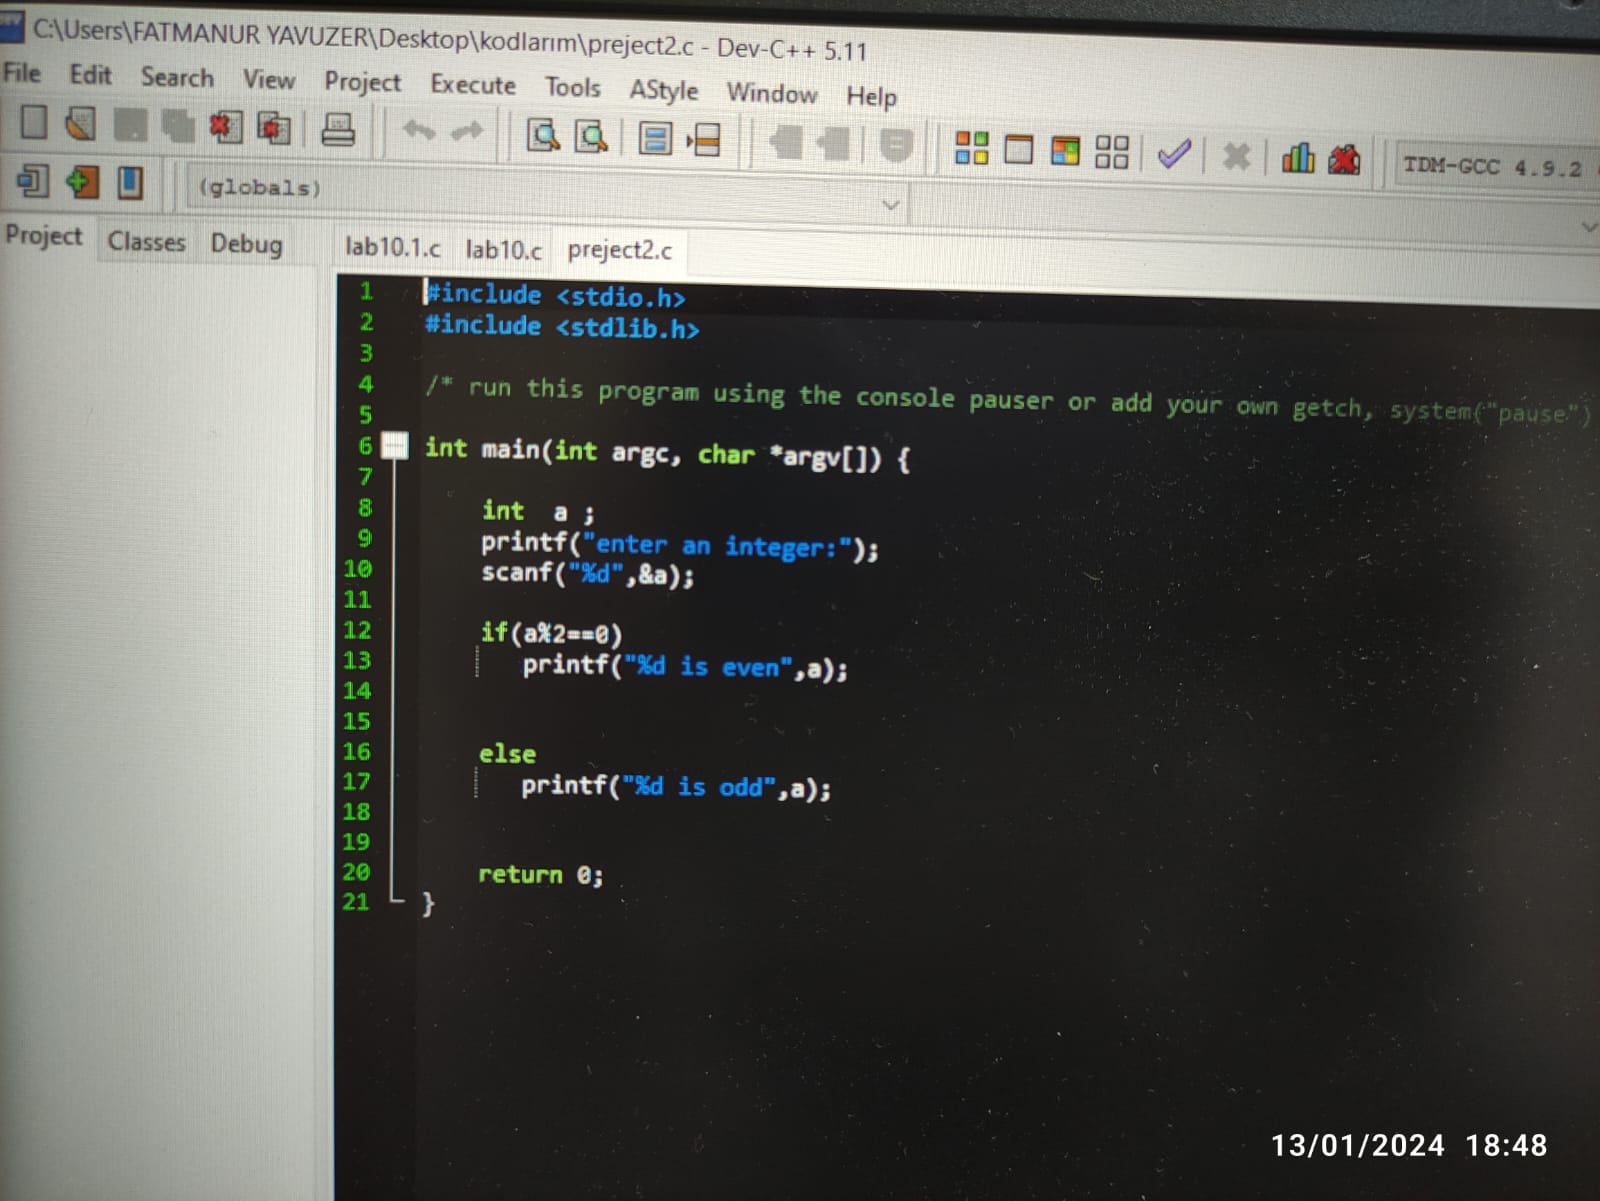 C:\Users\FATMANUR YAVUZER\Desktop\kodlarım\preject2.c - Dev-C++ 5.11
File Edit Search View Project Execute Tools AStyle Window Help
TDM-GCC 4.9.2
(globals)
Project Classes Debug
lab10.1.c lab10.c preject2.c
1 #include <stdio.h>
2 #include <stdlib.h>
3
4 /* run this program using the console pauser or add your own getch, system("pause")
5
6 int main(int argc, char *argv[]) {
7
8 int  a ;
9 printf("enter an integer:");
10 scanf("%d",&a);
11
12 if(a%2==0)
13 printf("%d is even",a);
14
15
16 else
17 printf("%d is odd",a);
18
19
20 return 0;
21 }
13/01/2024 18:48